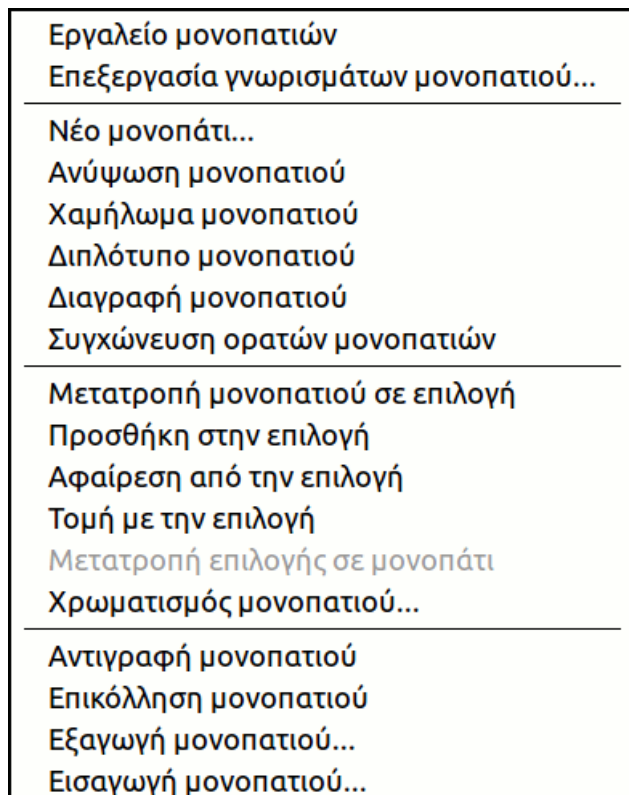 Εργαλείο μονοπατιών
Επεξεργασία γνωρισμάτων μονοπατιού...
Νέο μονοπάτι...
Ανύψωση μονοπατιού
Χαμήλωμα μονοπατιού
Διπλότυπο μονοπατιού
Διαγραφή μονοπατιού
Συγχώνευση ορατών μονοπατιών
Μετατροπή μονοπατιού σε επιλογή
Προσθήκη στην επιλογή
Αφαίρεση από την επιλογή
Τομή με την επιλογή
Μετατροπή επιλογής σε μονοπάτι
Χρωματισμός μονοπατιού...
Αντιγραφή μονοπατιού
Επικόλληση μονοπατιού
Εξαγωγή μονοπατιού...
Εισαγωγή μονοπατιού...